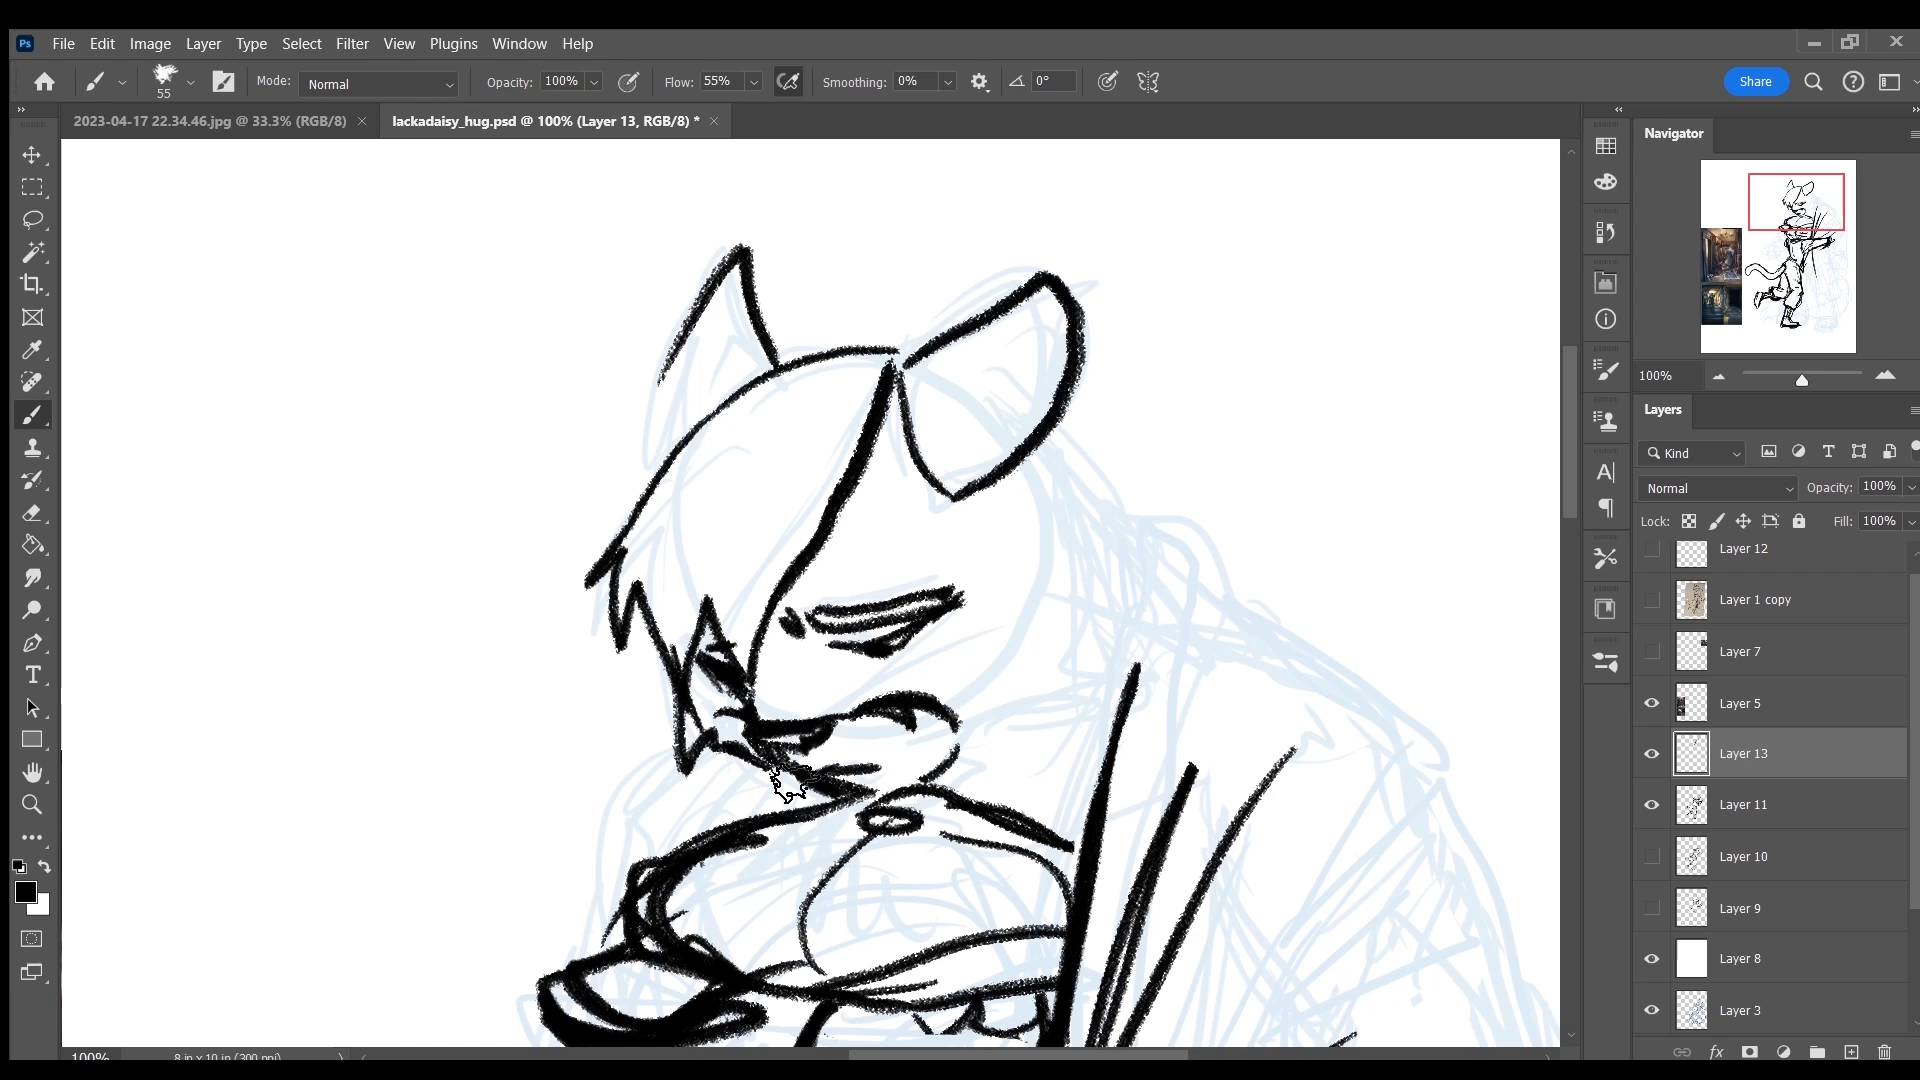 Ps File Edit Image Layer Type Select Filter View Plugins Window Help
55 Mode: Normal Opacity: 100% Flow: 55% Smoothing: 0% 0° Share
2023-04-17 22.34.46.jpg @ 33.3% (RGB/8) lackadaisy_hug.psd @ 100% (Layer 13, RGB/8) *
Navigator
100%
Layers
Kind
Normal Opacity: 100%
Lock: Fill: 100%
Layer 12
Layer 1 copy
Layer 7
Layer 5
Layer 13
Layer 11
Layer 10
Layer 9
Layer 8
Layer 3
fx
100% 8 in x 10 in (300 ppi)